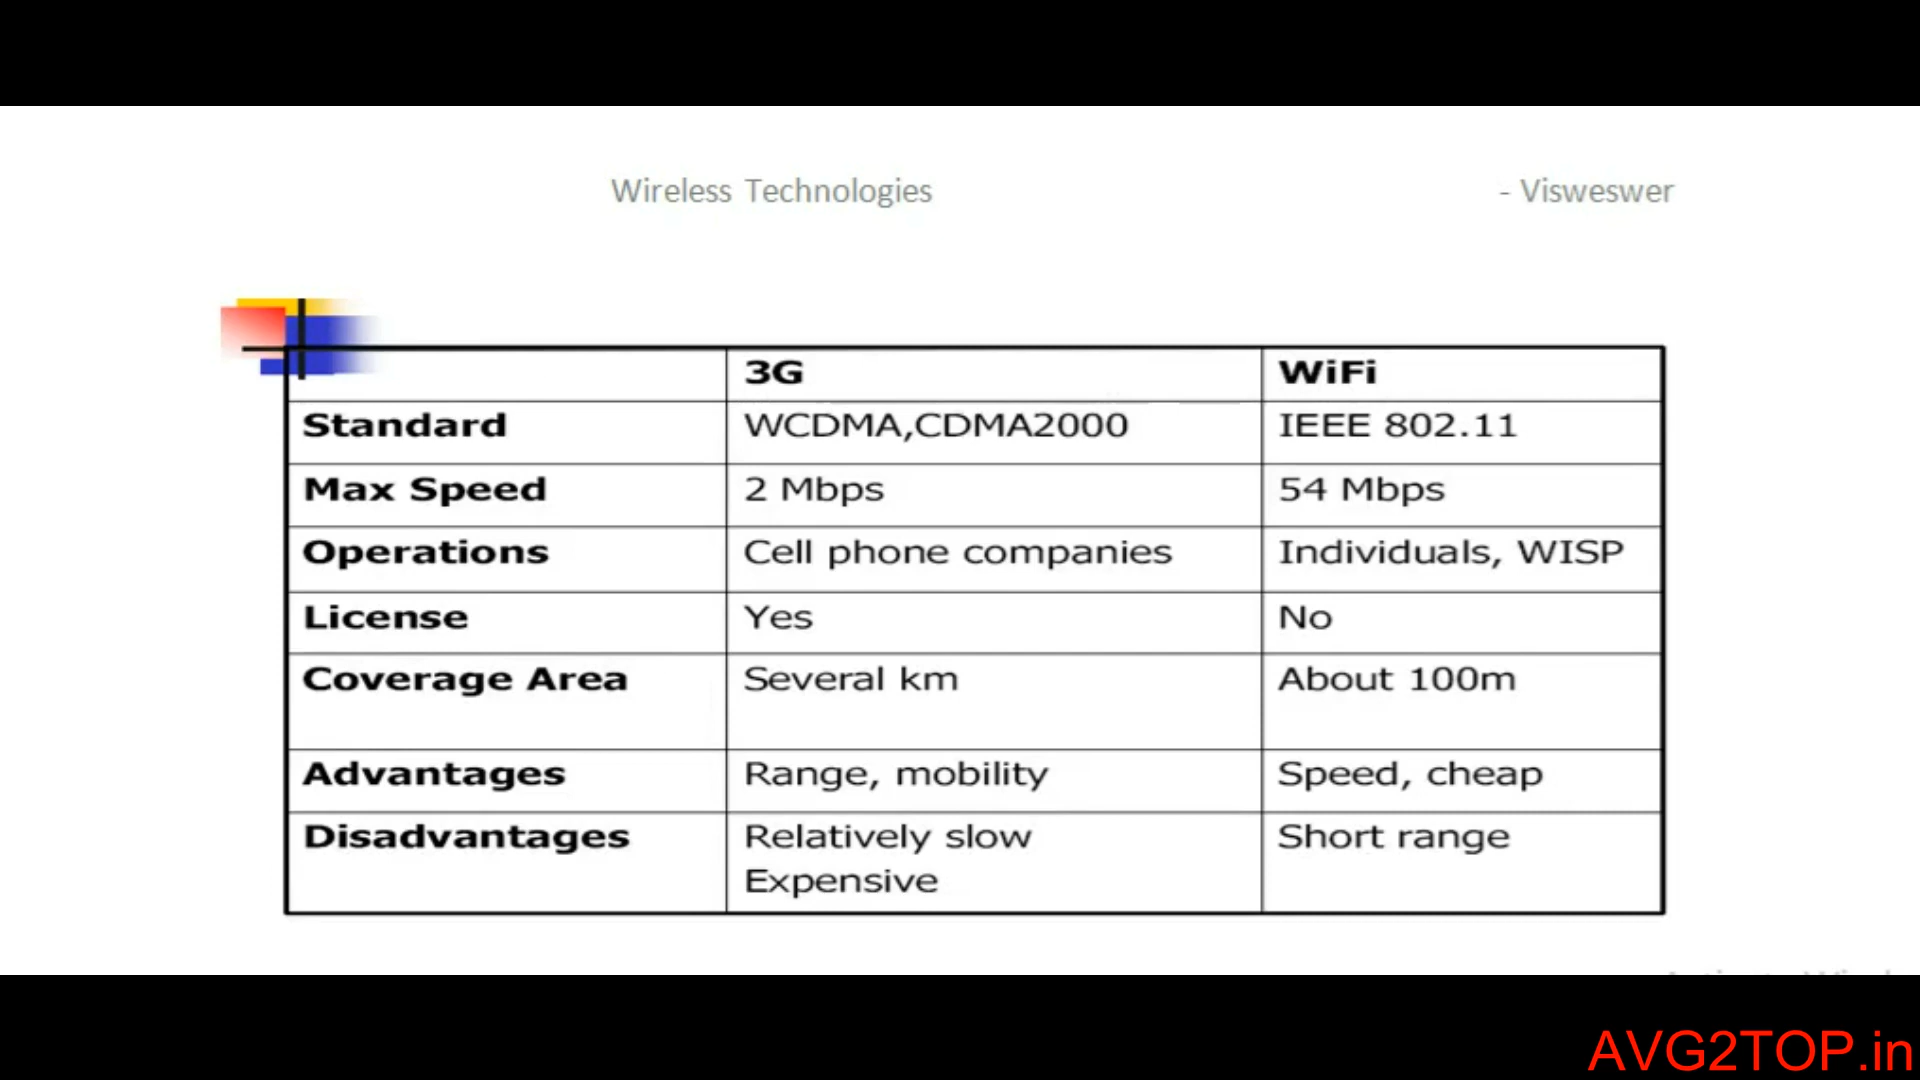 Wireless Technologies - Visweswer
3G WiFi
Standard WCDMA,CDMA2000 IEEE 802.11
Max Speed 2 Mbps 54 Mbps
Operations Cell phone companies Individuals, WISP
License Yes No
Coverage Area Several km About 100m
Advantages Range, mobility Speed, cheap
Disadvantages Relatively slow Short range
Expensive
AVG2TOP.in